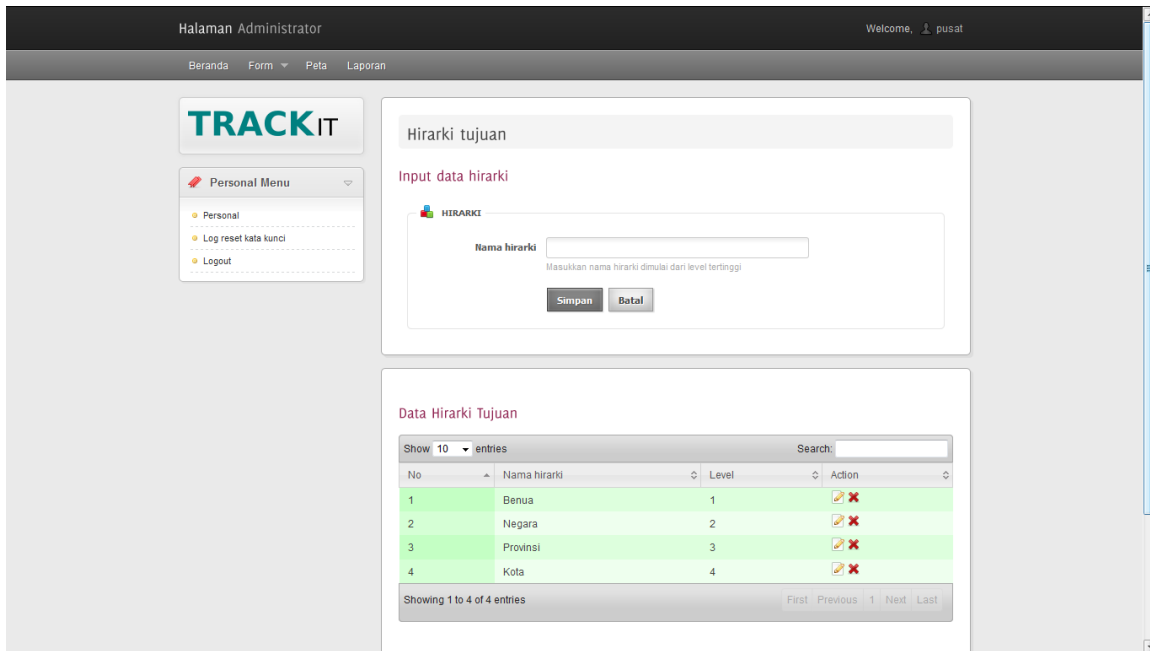 Halaman Administrator
Welcome, pusat
Beranda Form Peta Laporan
TRACKIT
Personal Menu
Personal
Log reset kata kunci
Logout
Hirarki tujuan
Input data hirarki
HIRARKI
Nama hirarki
Masukkan nama hirarki dimulai dari level tertinggi
Simpan Batal
Data Hirarki Tujuan
Show 10 entries Search:
No Nama hirarki Level Action
1 Benua 1
2 Negara 2
3 Provinsi 3
4 Kota 4
Showing 1 to 4 of 4 entries First Previous 1 Next Last